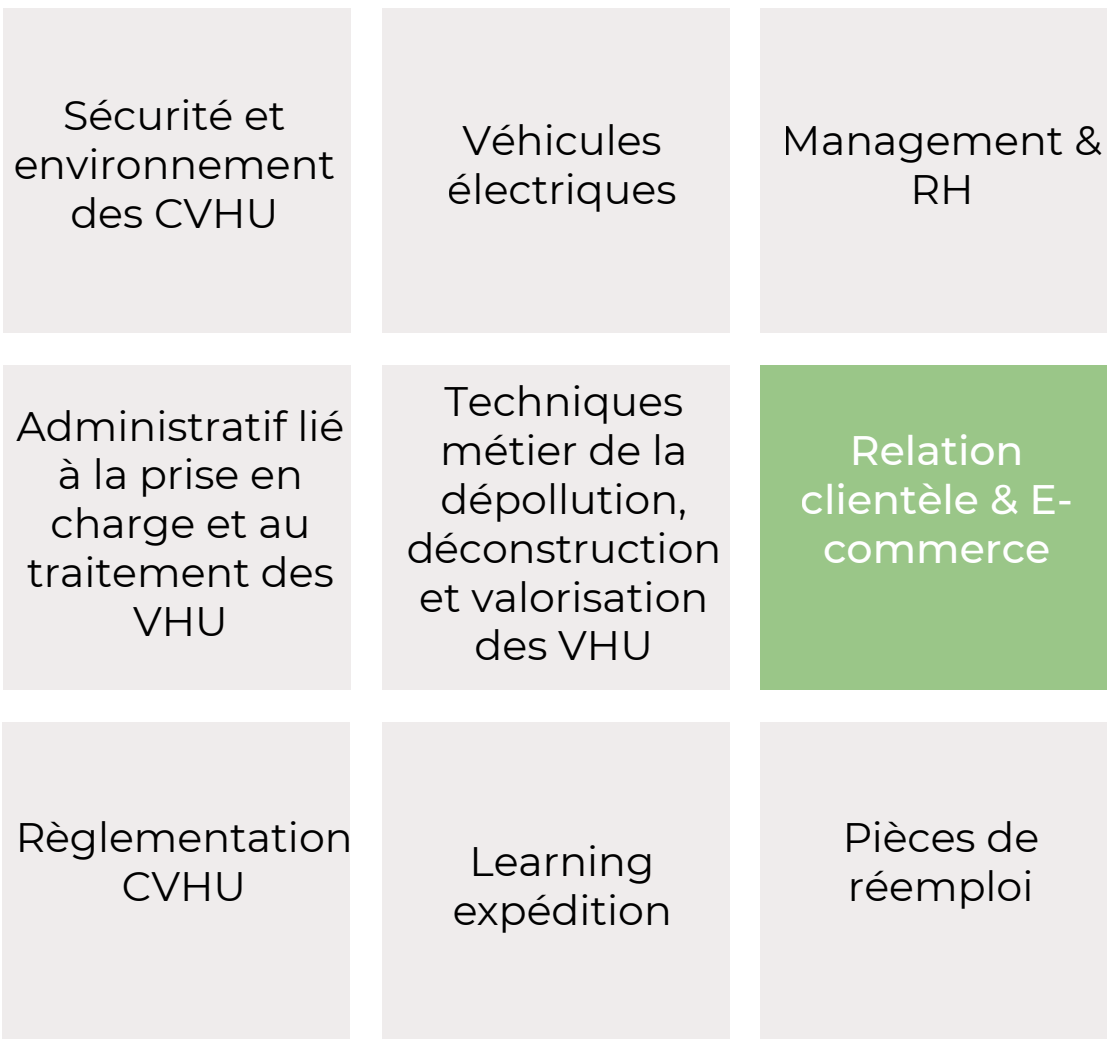 Sécurité et
environnement
des CVHU
Véhicules
électriques
Management &
RH
Administratif lié
à la prise en
charge et au
traitement des
VHU
Techniques
métier de la
dépollution,
déconstruction
et valorisation
des VHU
Relation
clientèle & E-
commerce
Règlementation
CVHU
Learning
expédition
Pièces de
réemploi